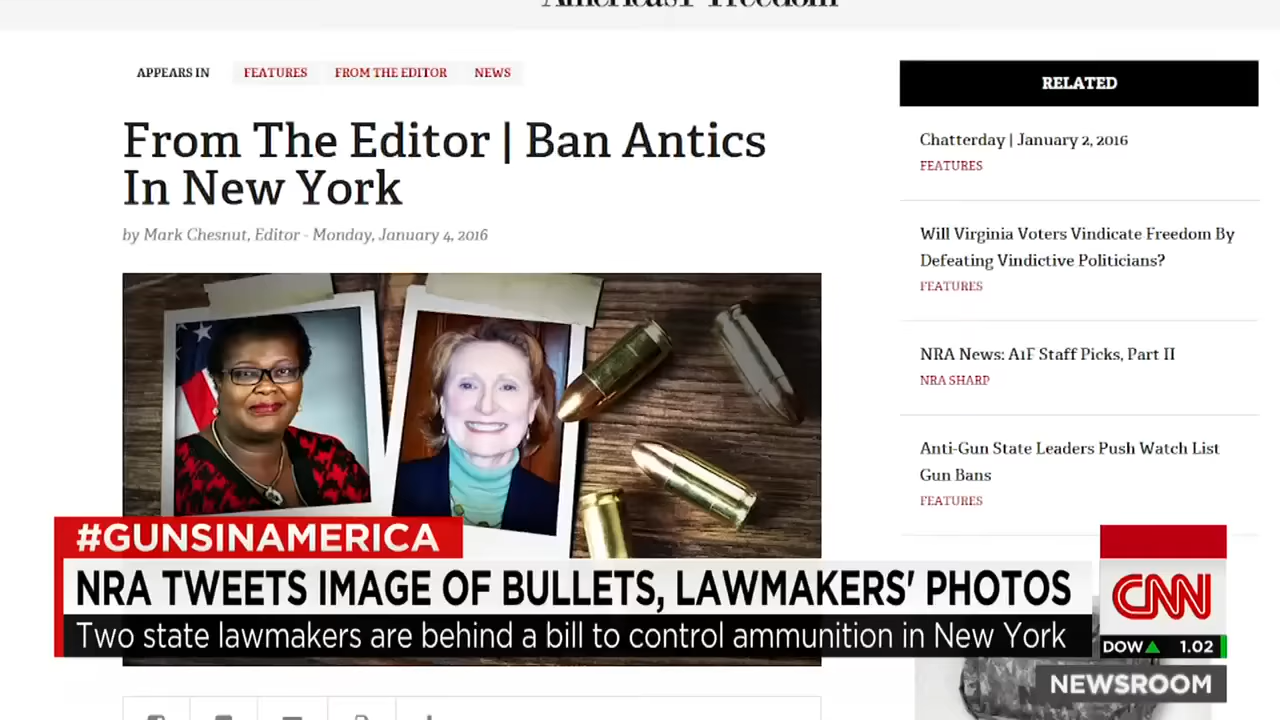 America's 1st Freedom
APPEARS IN FEATURES FROM THE EDITOR NEWS
From The Editor | Ban Antics
In New York
by Mark Chesnut, Editor - Monday, January 4, 2016
RELATED
Chatterday | January 2, 2016
FEATURES
Will Virginia Voters Vindicate Freedom By
Defeating Vindictive Politicians?
FEATURES
NRA News: A1F Staff Picks, Part II
NRA SHARP
Anti-Gun State Leaders Push Watch List
Gun Bans
FEATURES
#GUNSINAMERICA
NRA TWEETS IMAGE OF BULLETS, LAWMAKERS' PHOTOS
Two state lawmakers are behind a bill to control ammunition in New York
CNN
DOW 1.02
NEWSROOM